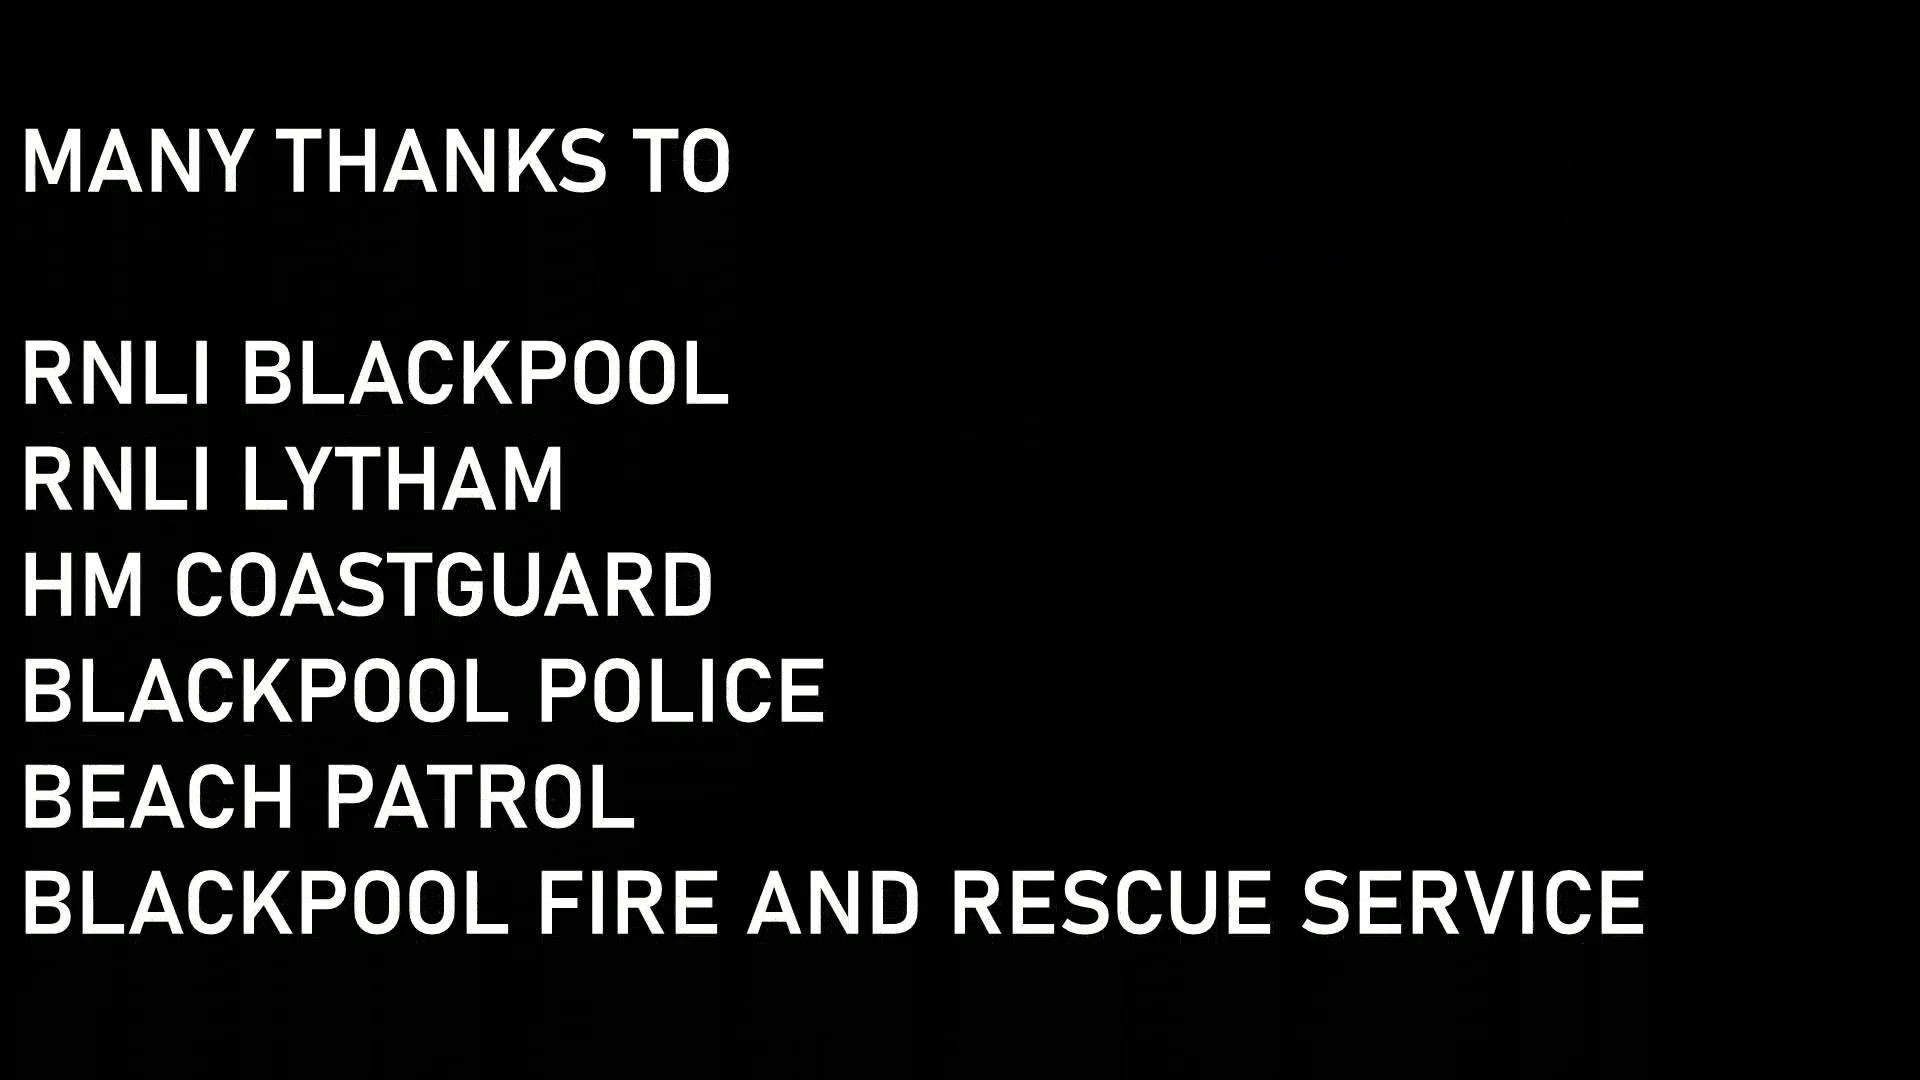 MANY THANKS TO
RNLI BLACKPOOL
RNLI LYTHAM
HM COASTGUARD
BLACKPOOL POLICE
BEACH PATROL
BLACKPOOL FIRE AND RESCUE SERVICE